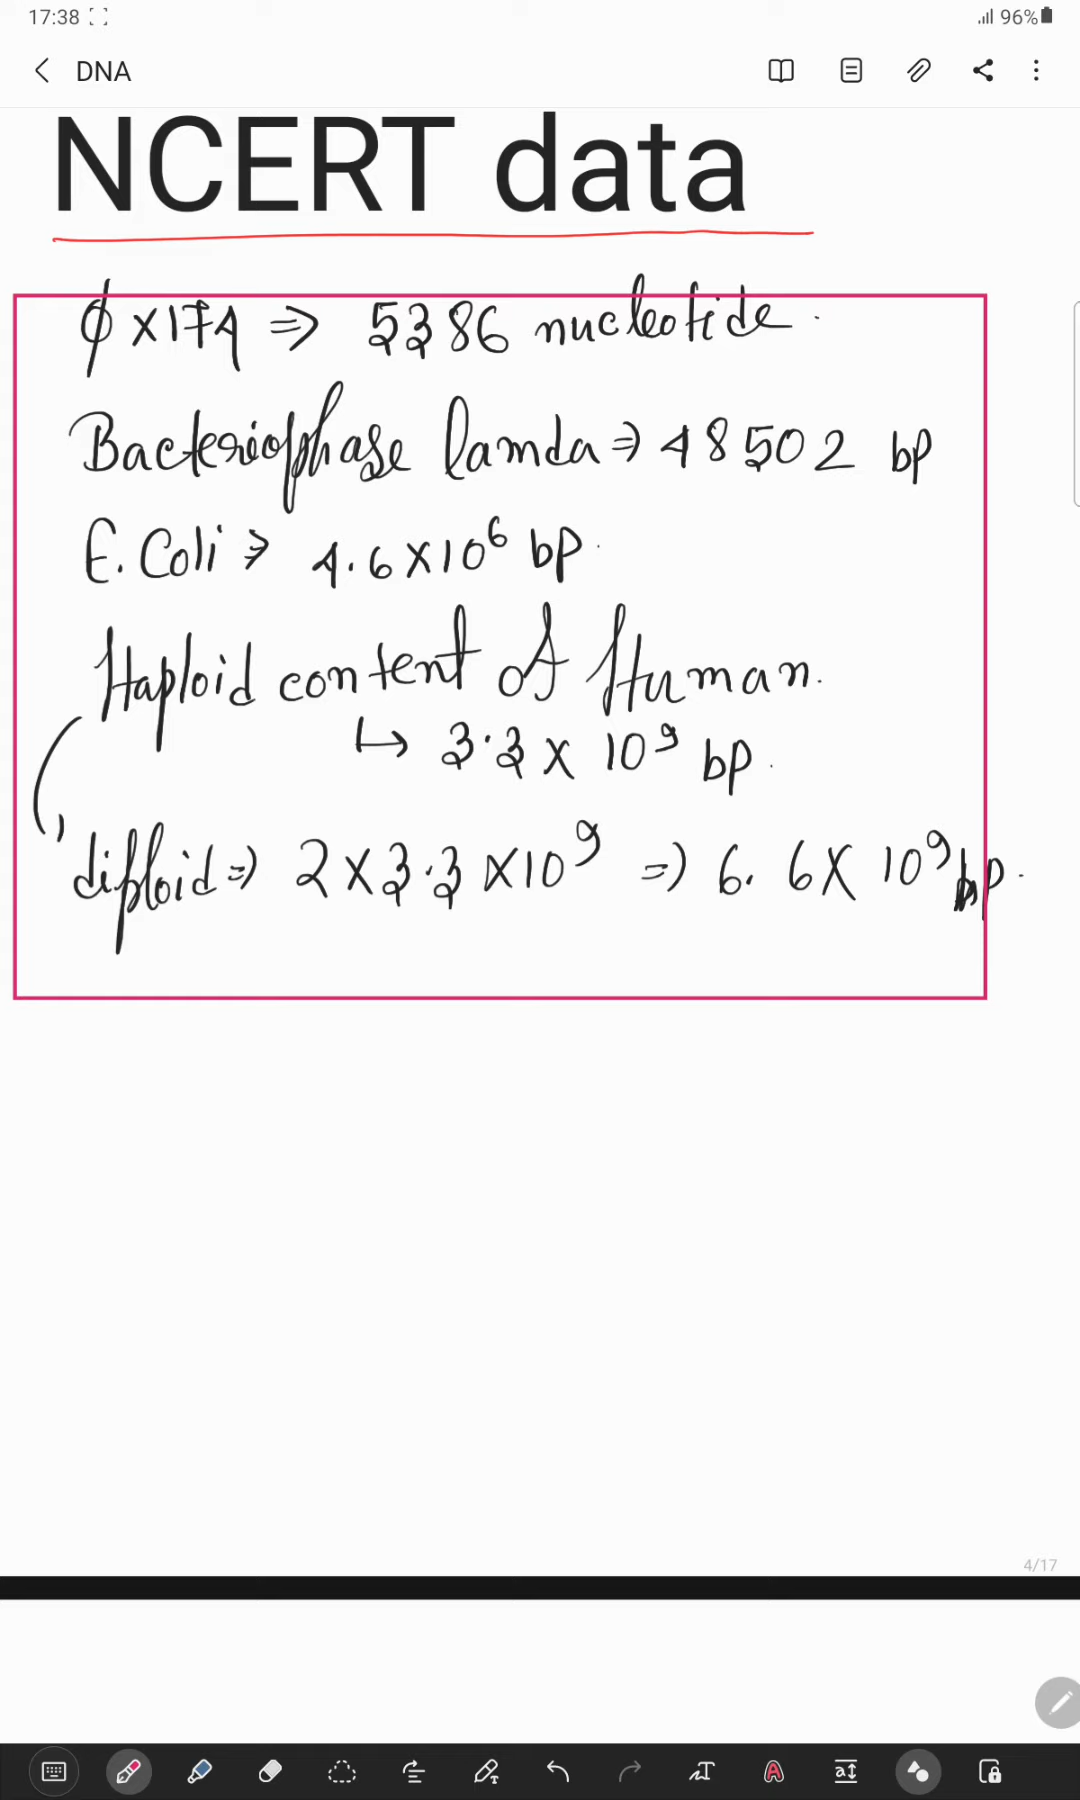 17:38
96%
DNA
NCERT data
ϕ X174 ⇒ 5386 nucleotide.
Bacteriophase lamda ⇒ 48502 bp
E. Coli ⇒ 4.6 X 10⁶ bp.
Haploid content of Human.
↳ 3.3 X 10⁹ bp.
diploid ⇒ 2 X 3.3 X 10⁹ ⇒ 6.6 X 10⁹ bp.
4/17